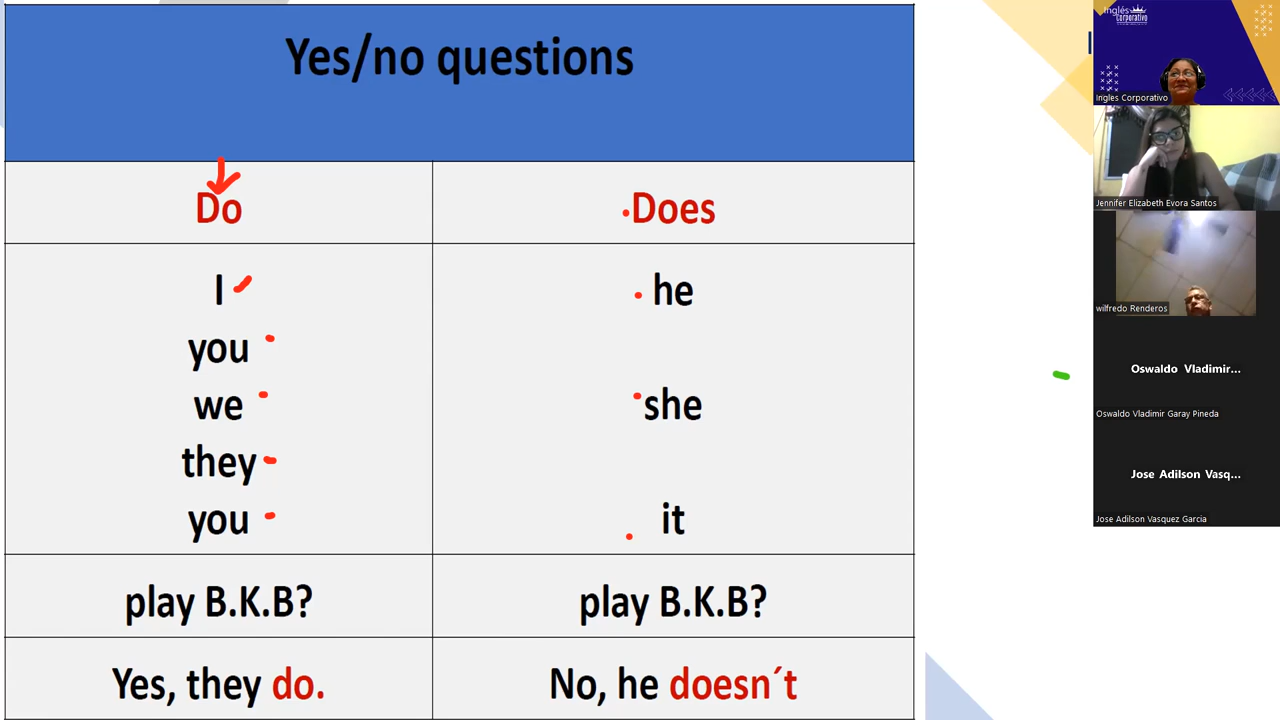 Yes/no questions
Do
Does
I
he
you
we
she
they
you
it
play B.K.B?
play B.K.B?
Yes, they do.
No, he doesn´t
Inglés
Corporativo
Ingles Corporativo
Jennifer Elizabeth Evora Santos
wilfredo Renderos
Oswaldo Vladimir...
Oswaldo Vladimir Garay Pineda
Jose Adilson Vasq...
Jose Adilson Vasquez Garcia